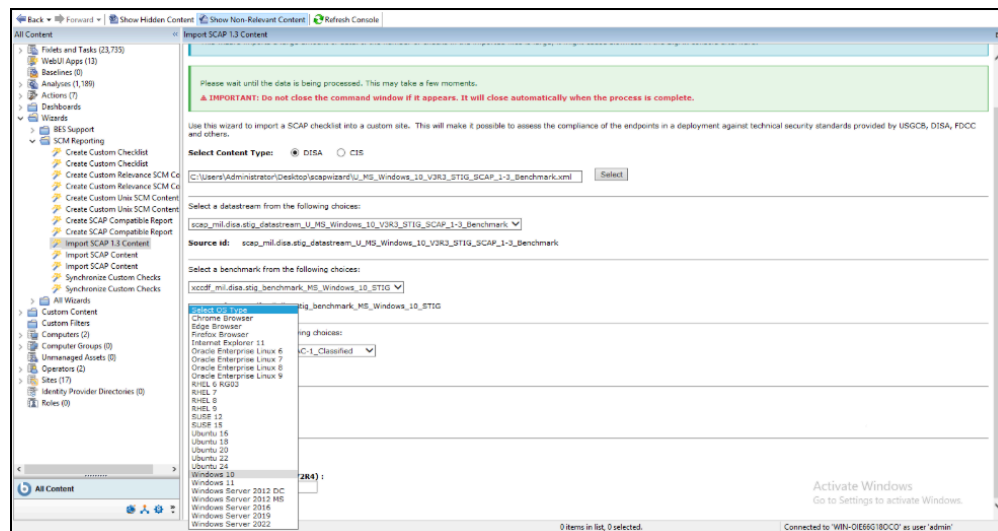 Back Forward Show Hidden Content Show Non-Relevant Content Refresh Console
All Content
Fixlets and Tasks (23,735)
WebUI Apps (13)
Baselines (0)
Analyses (1,189)
Actions (7)
Dashboards
Wizards
BES Support
SCM Reporting
Create Custom Checklist
Create Custom Checklist
Create Custom Relevance SCM Co
Create Custom Relevance SCM Co
Create Custom Unix SCM Content
Create Custom Unix SCM Content
Create SCAP Compatible Report
Create SCAP Compatible Report
Import SCAP 1.3 Content
Import SCAP Content
Import SCAP Content
Synchronize Custom Checks
Synchronize Custom Checks
All Wizards
Custom Content
Custom Filters
Computers (2)
Computer Groups (0)
Unmanaged Assets (0)
Operators (2)
Sites (17)
Identity Provider Directories (0)
Roles (0)
All Content
Import SCAP 1.3 Content
Please wait until the data is being processed. This may take a few moments.
IMPORTANT: Do not close the command window if it appears. It will close automatically when the process is complete.
Use this wizard to import a SCAP checklist into a custom site. This will make it possible to assess the compliance of the endpoints in a deployment against technical security standards provided by USGCB, DISA, FDCC
and others.
Select Content Type: DISA CIS
C:\Users\Administrator\Desktop\scapwizard\U_MS_Windows_10_V3R3_STIG_SCAP_1-3_Benchmark.xml Select
Select a datastream from the following choices:
scap_mil.disa.stig_datastream_U_MS_Windows_10_V3R3_STIG_SCAP_1-3_Benchmark
Source id: scap_mil.disa.stig_datastream_U_MS_Windows_10_V3R3_STIG_SCAP_1-3_Benchmark
Select a benchmark from the following choices:
xccdf_mil.disa.stig_benchmark_MS_Windows_10_STIG
stig_benchmark_MS_Windows_10_STIG
ing choices:
AC-1_Classified
Select OS Type
Chrome Browser
Edge Browser
Firefox Browser
Internet Explorer 11
Oracle Enterprise Linux 6
Oracle Enterprise Linux 7
Oracle Enterprise Linux 8
Oracle Enterprise Linux 9
RHEL 6 RG03
RHEL 7
RHEL 8
RHEL 9
SUSE 12
SUSE 15
Ubuntu 16
Ubuntu 18
Ubuntu 20
Ubuntu 22
Ubuntu 24
Windows 10
Windows 11
Windows Server 2012 DC
Windows Server 2012 MS
Windows Server 2016
Windows Server 2019
Windows Server 2022
2R4) :
Activate Windows
Go to Settings to activate Windows.
0 items in list, 0 selected.
Connected to 'WIN-OIE66G18OCO' as user 'admin'